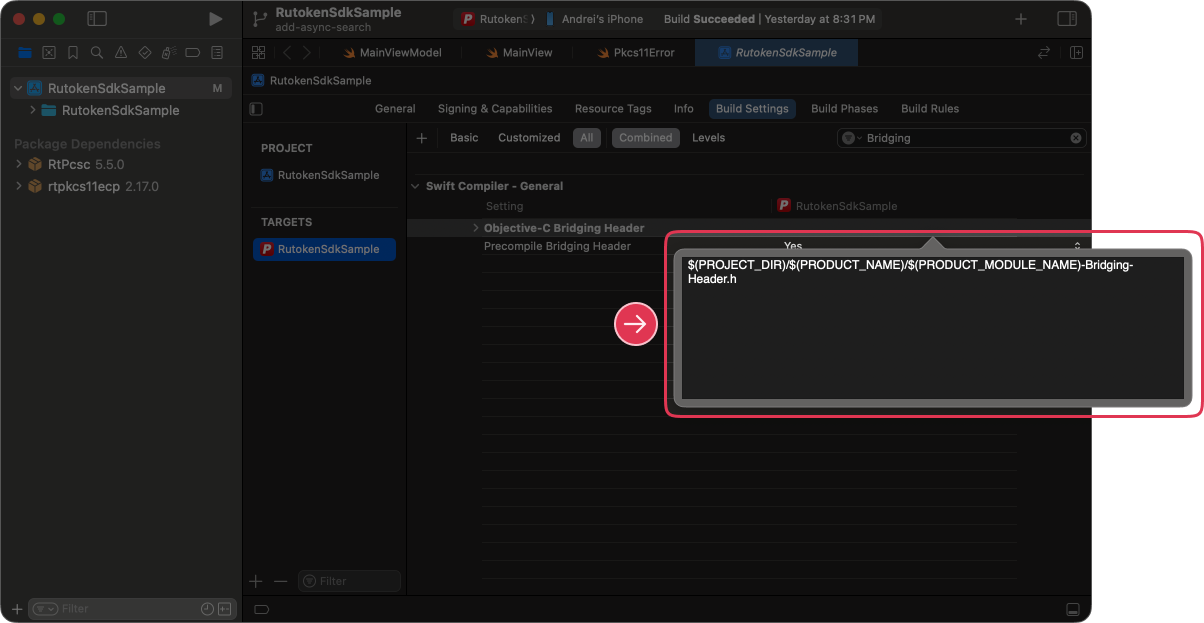 RutokenSdkSample
add-async-search
Andrei's iPhone
Build Succeeded | Yesterday at 8:31 PM
MainViewModel
MainView
Pkcs11Error
RutokenSdkSample
RutokenSdkSample
M
RutokenSdkSample
Package Dependencies
RtPcsc 5.5.0
rtpkcs11ecp 2.17.0
RutokenSdkSample
General
Signing & Capabilities
Resource Tags
Info
Build Settings
Build Phases
Build Rules
Basic
Customized
All
Combined
Levels
Bridging
PROJECT
RutokenSdkSample
TARGETS
RutokenSdkSample
Swift Compiler - General
Setting
RutokenSdkSample
Objective-C Bridging Header
Precompile Bridging Header
Yes
$(PROJECT_DIR)/$(PRODUCT_NAME)/$(PRODUCT_MODULE_NAME)-Bridging-
Header.h
Filter
Filter